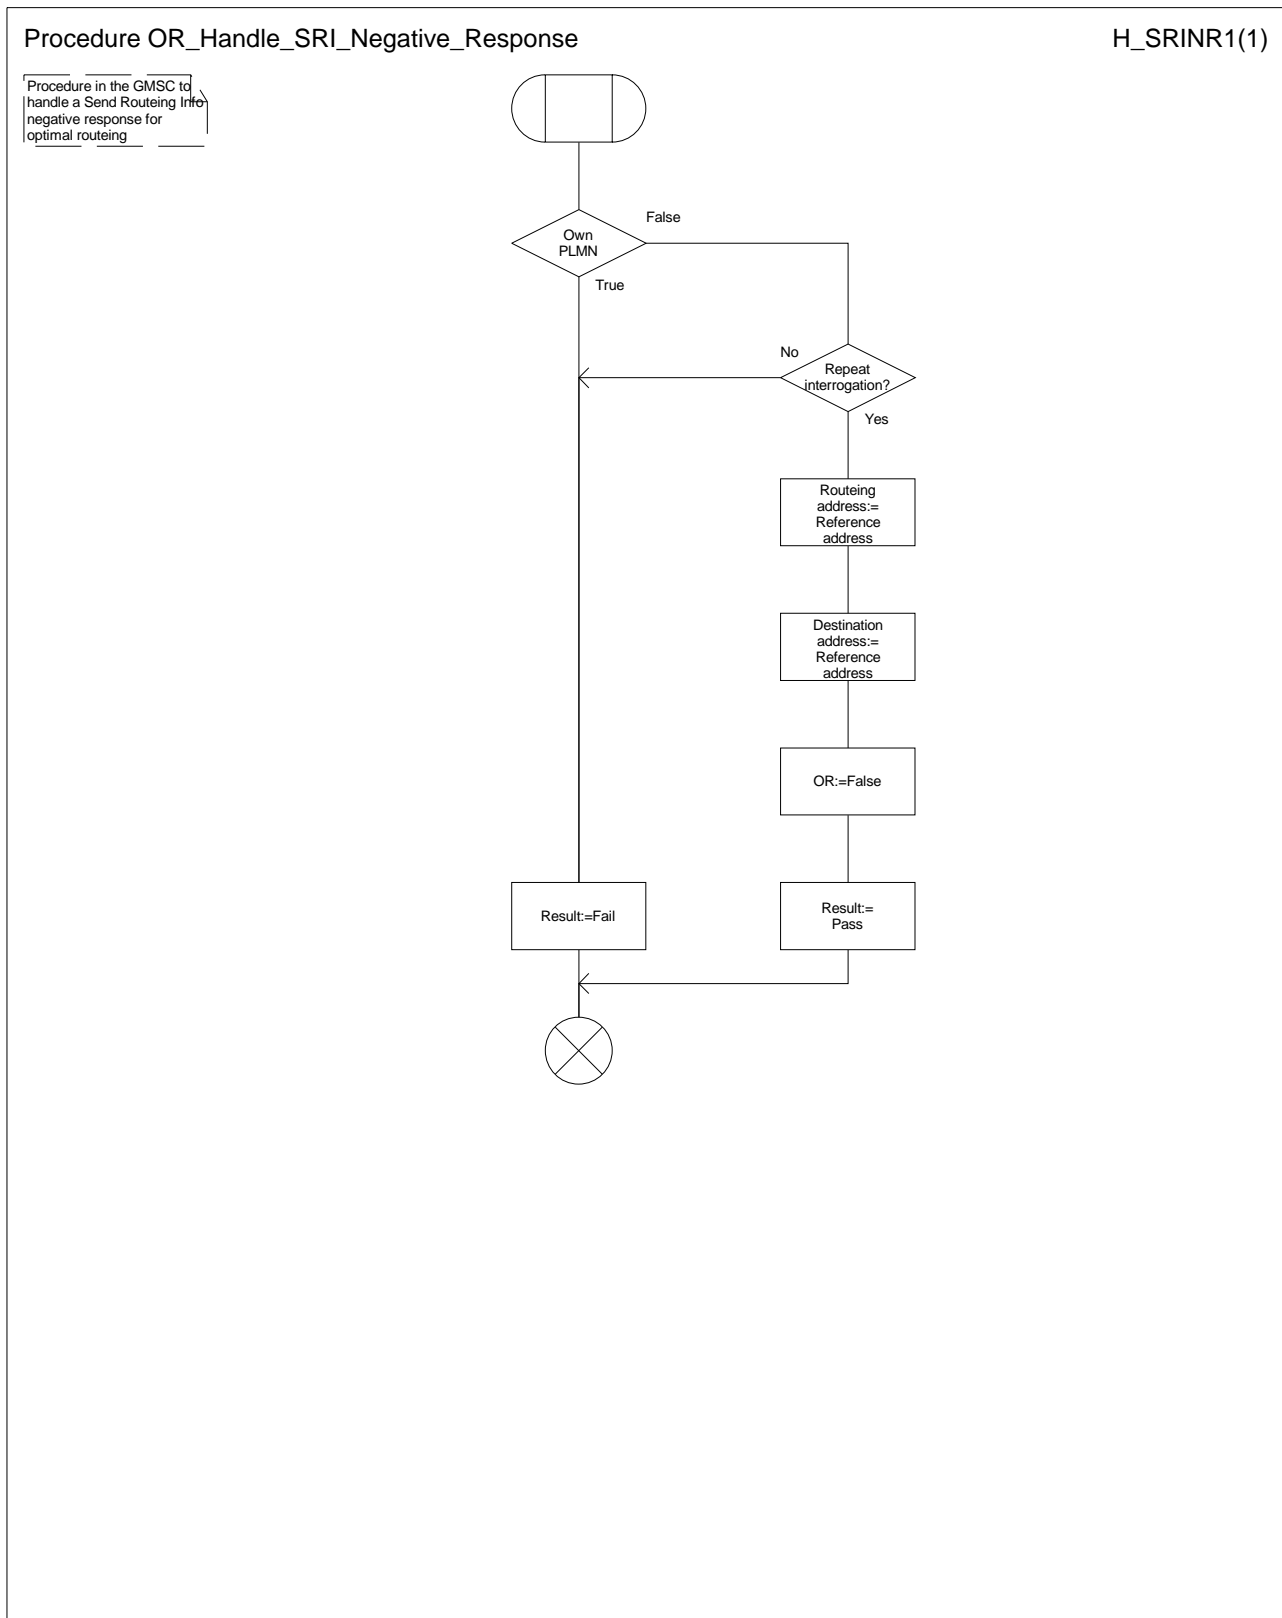 Procedure OR_Handle_SRI_Negative_Response
H_SRINR1(1)
Procedure in the GMSC to
handle a Send Routeing Info
negative response for
optimal routeing
Own
PLMN
False
True
No
Repeat
interrogation?
Yes
Routeing
address:=
Reference
address
Destination
address:=
Reference
address
OR:=False
Result:=Fail
Result:=
Pass